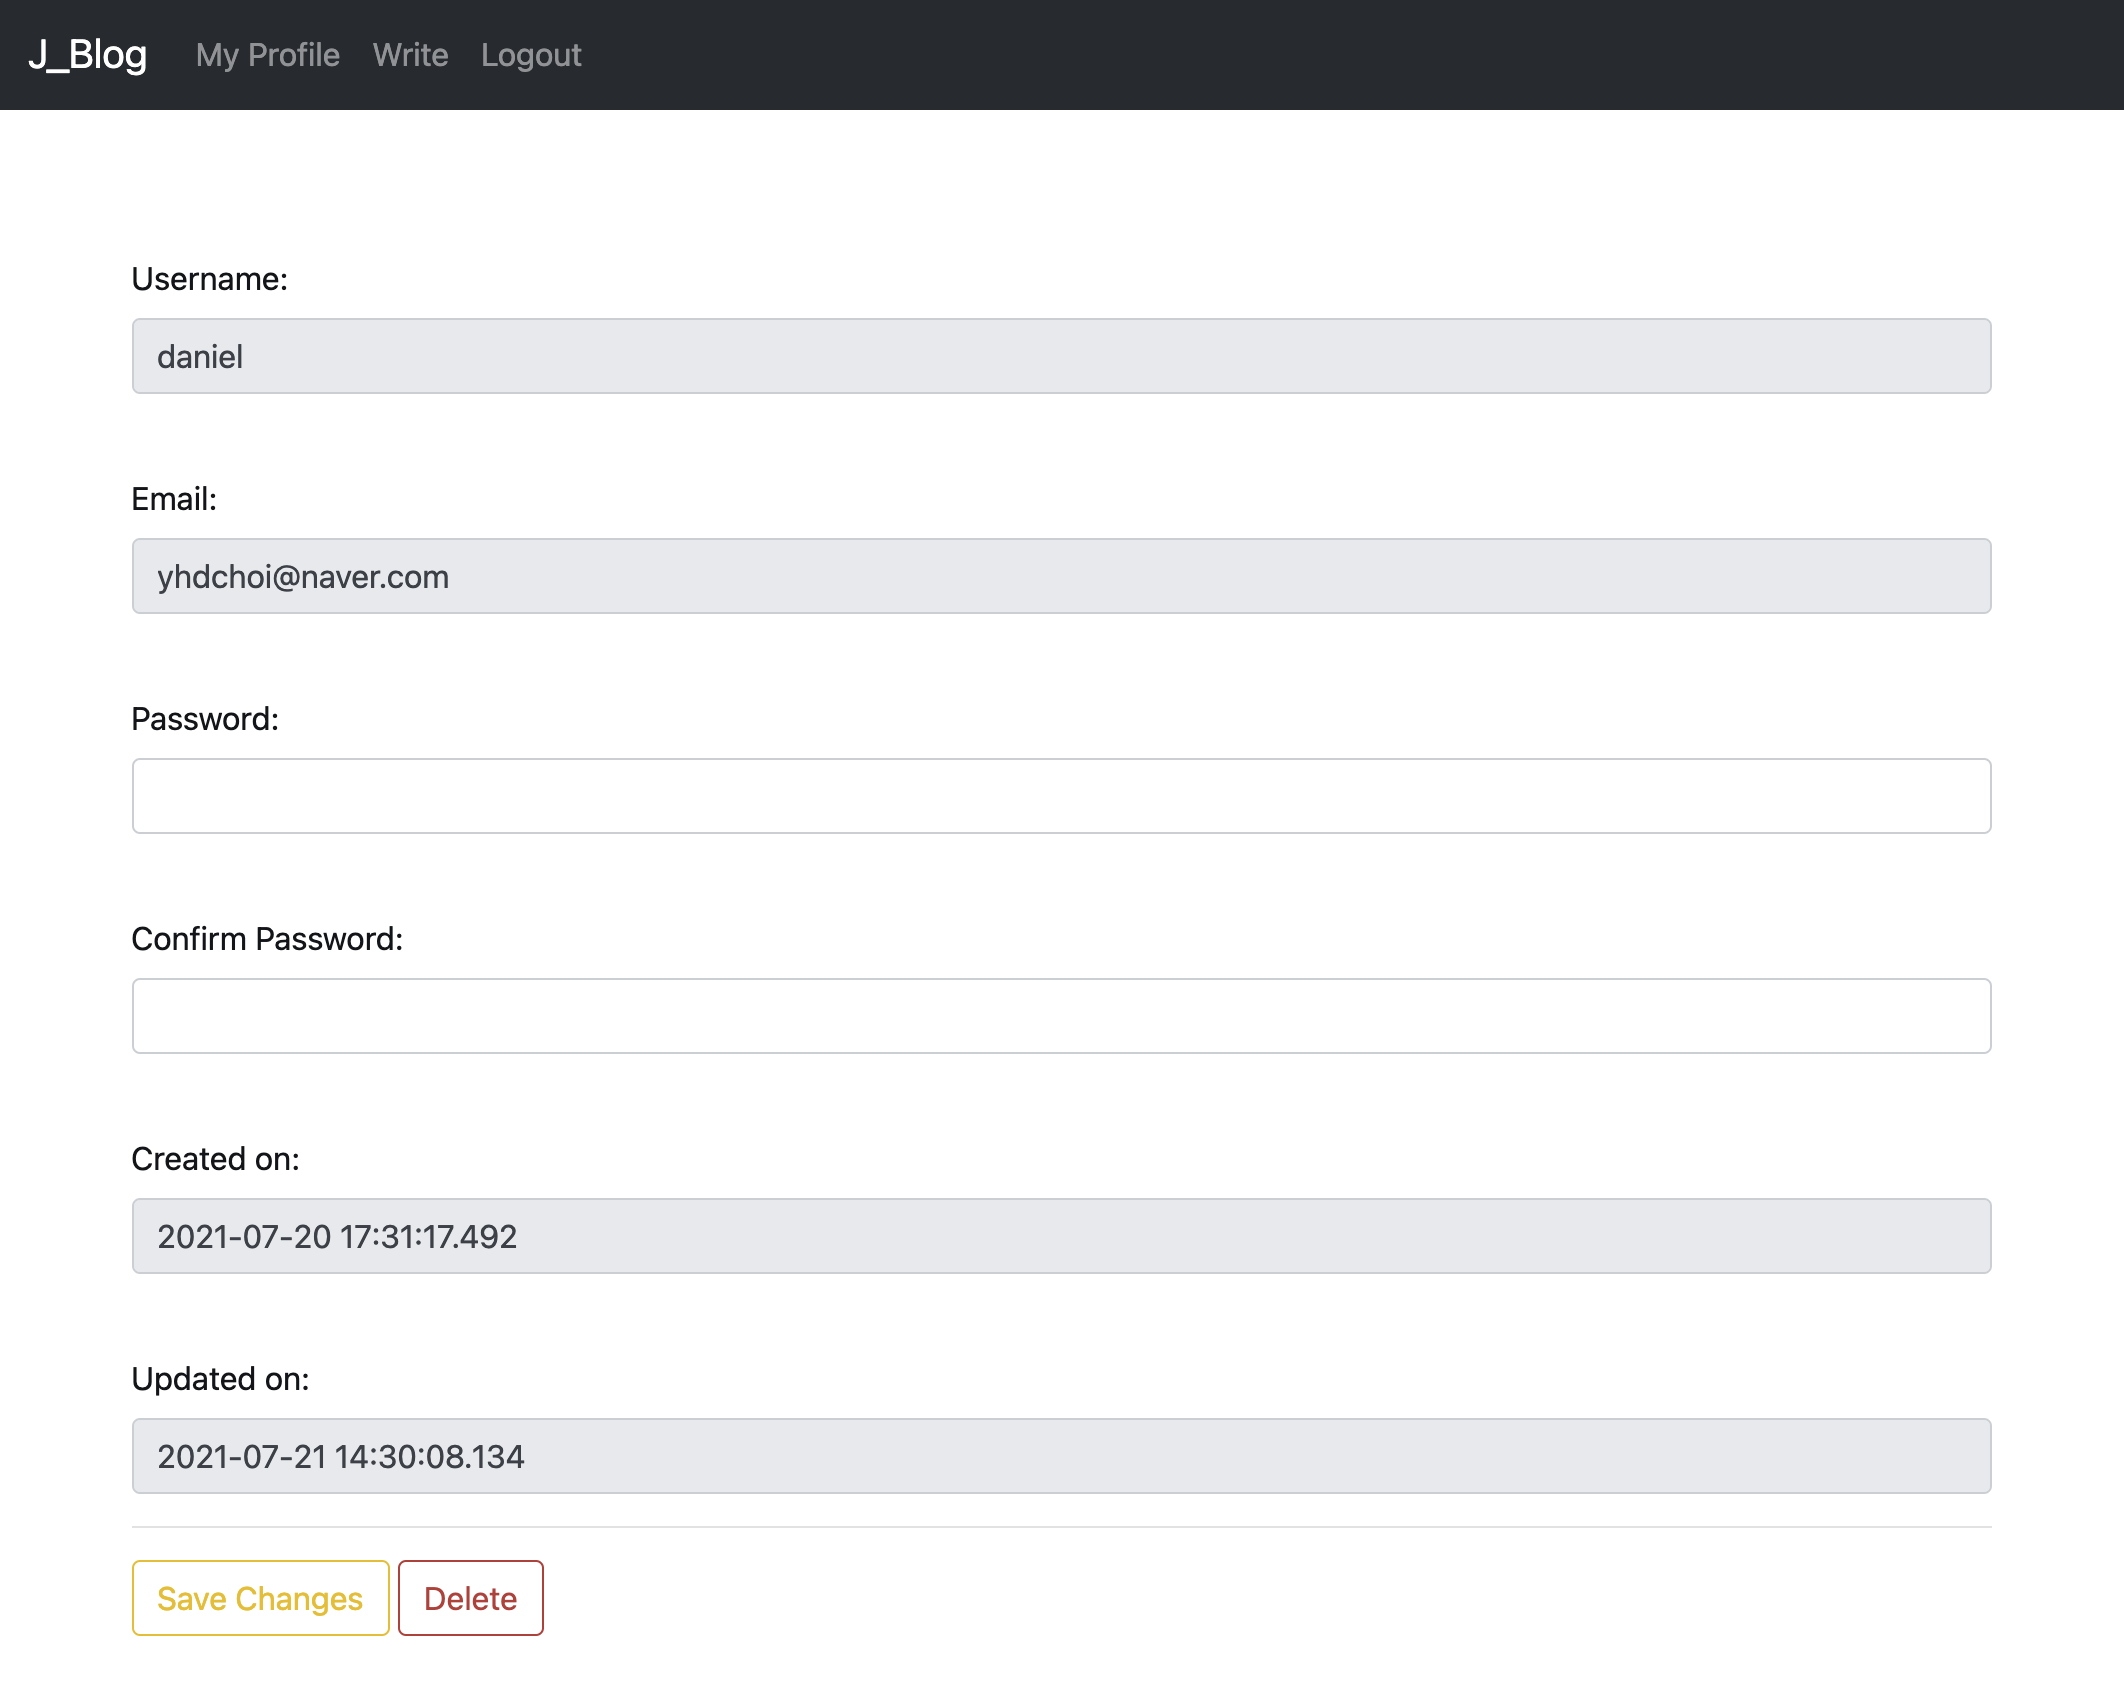 J_Blog My Profile Write Logout
Username:
daniel
Email:
yhdchoi@naver.com
Password:
Confirm Password:
Created on:
2021-07-20 17:31:17.492
Updated on:
2021-07-21 14:30:08.134
Save Changes Delete